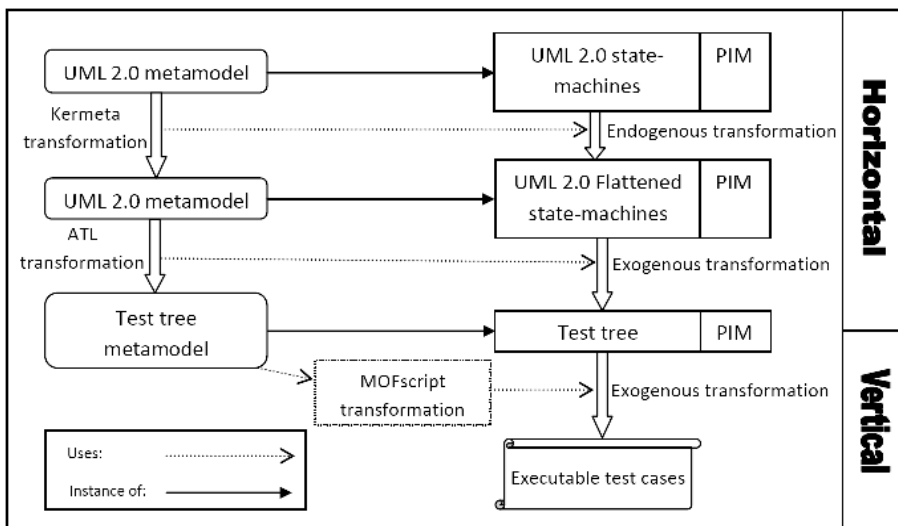 UML 2.0 metamodel
UML 2.0 state-
machines
PIM
Kermeta
transformation
Endogenous transformation
UML 2.0 metamodel
UML 2.0 Flattened
state-machines
PIM
ATL
transformation
Exogenous transformation
Test tree
metamodel
Test tree
PIM
MOFscript
transformation
Exogenous transformation
Uses:
Instance of:
Executable test cases
Horizontal
Vertical